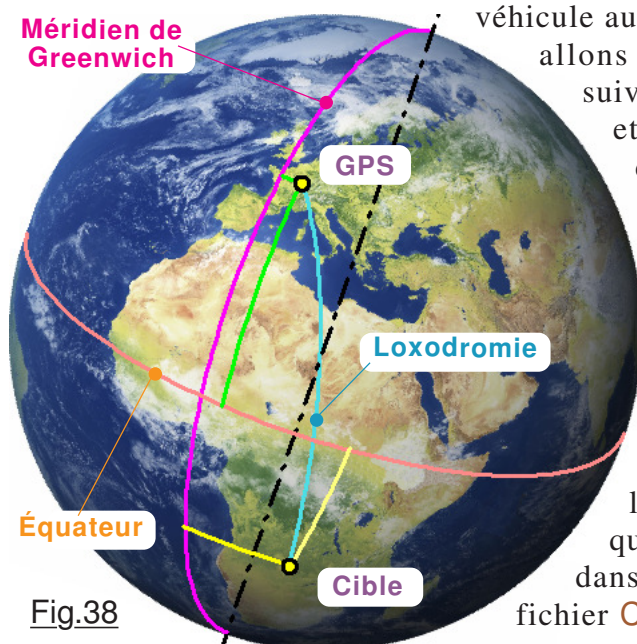 Méridien de
Greenwich
véhicule au
allons
suiv
et
GPS
Loxodromie
Équateur
Cible
l
qu
dans
fichier C
Fig.38